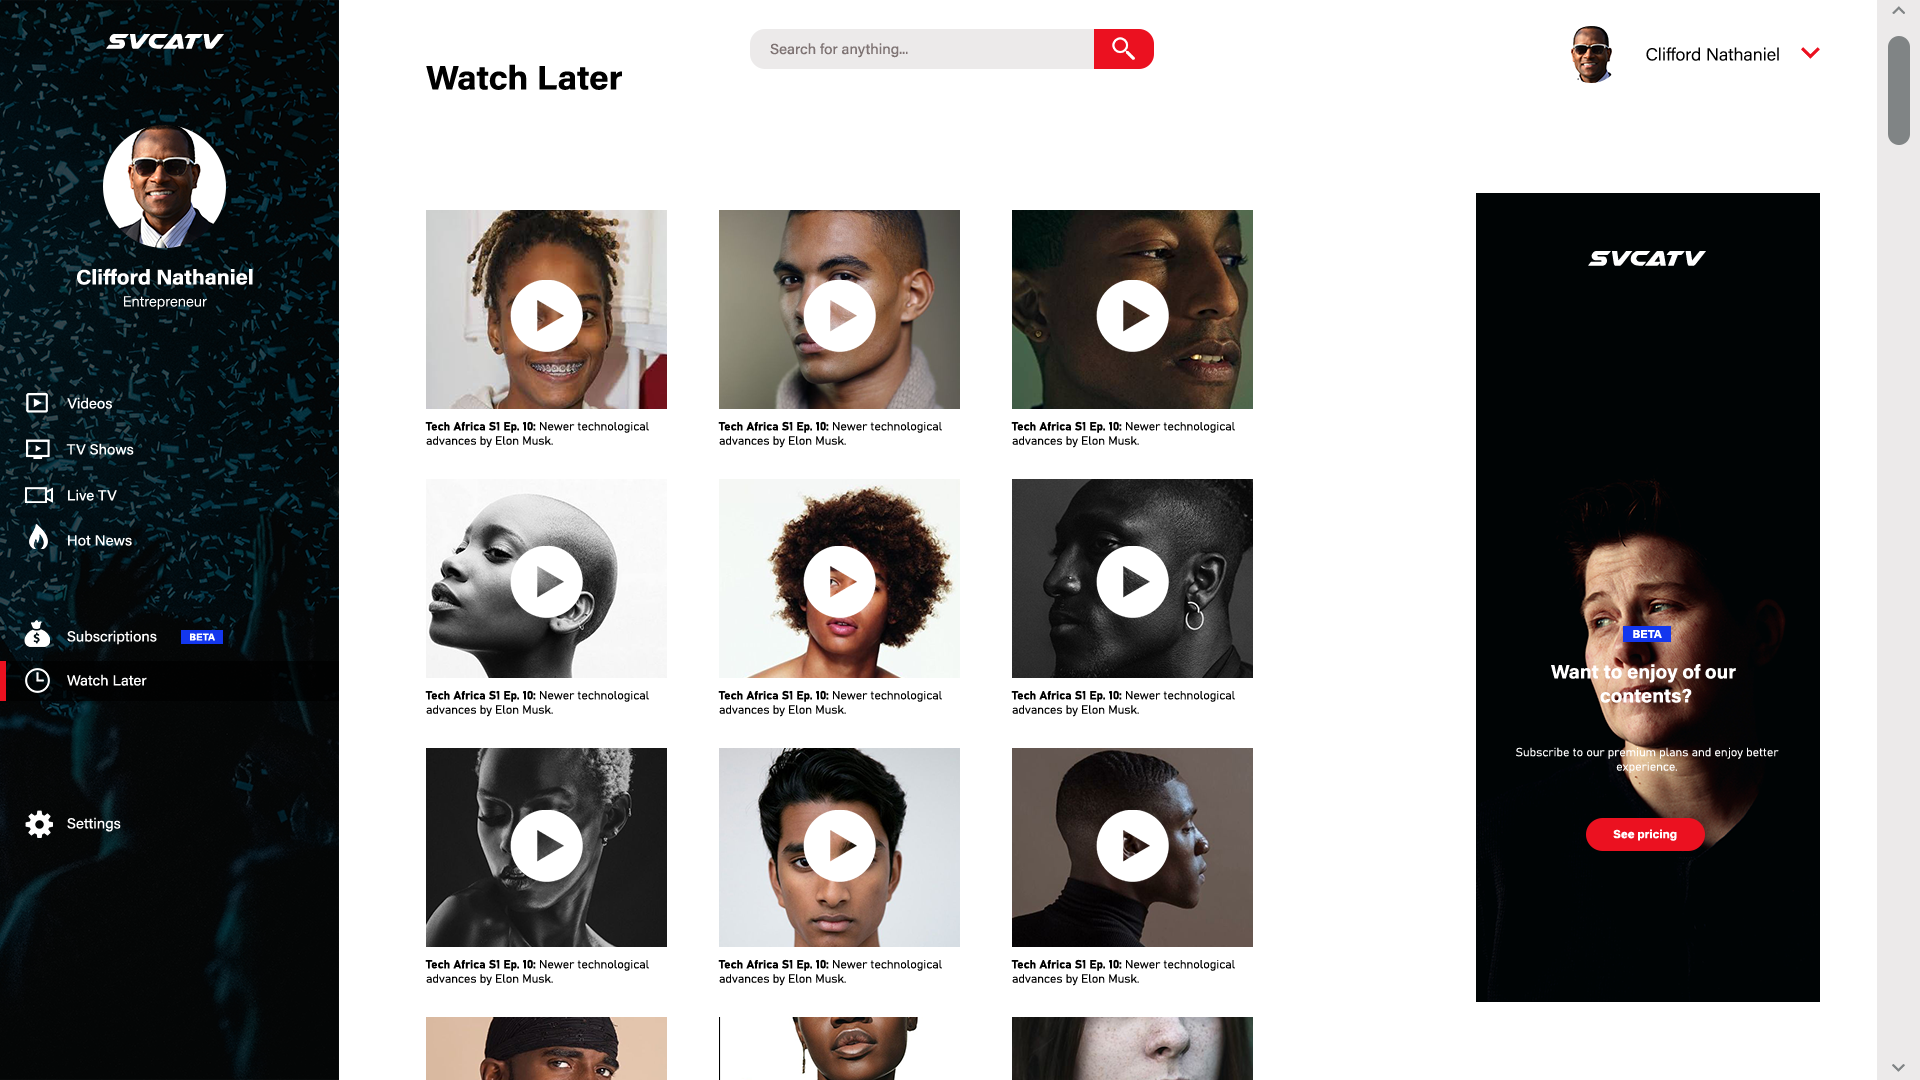 SVCATV
Clifford Nathaniel
Entrepreneur
Videos
TV Shows
Live TV
Hot News
Subscriptions BETA
Watch Later
Settings
Watch Later
Search for anything...
Clifford Nathaniel
Tech Africa S1 Ep. 10: Newer technological
advances by Elon Musk.
Tech Africa S1 Ep. 10: Newer technological
advances by Elon Musk.
Tech Africa S1 Ep. 10: Newer technological
advances by Elon Musk.
Tech Africa S1 Ep. 10: Newer technological
advances by Elon Musk.
Tech Africa S1 Ep. 10: Newer technological
advances by Elon Musk.
Tech Africa S1 Ep. 10: Newer technological
advances by Elon Musk.
Tech Africa S1 Ep. 10: Newer technological
advances by Elon Musk.
Tech Africa S1 Ep. 10: Newer technological
advances by Elon Musk.
Tech Africa S1 Ep. 10: Newer technological
advances by Elon Musk.
SVCATV
BETA
Want to enjoy of our
contents?
Subscribe to our premium plans and enjoy better
experience.
See pricing